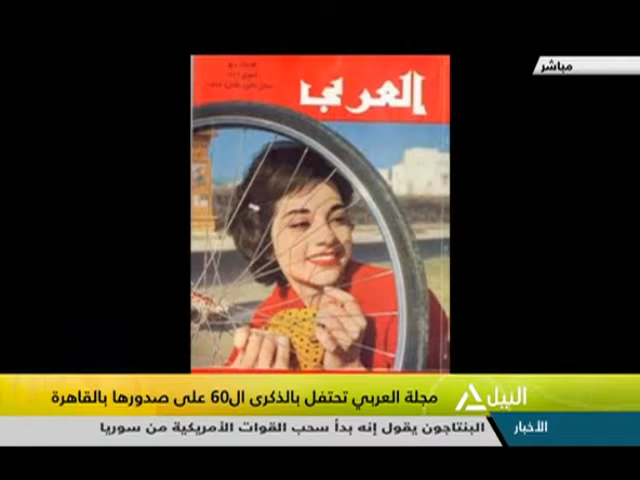 مباشر
العربي
مجلة العربي تحتفل بالذكرى ال60 على صدورها بالقاهرة
النيل
الأخبار
البنتاجون يقول إنه بدأ سحب القوات الأمريكية من سوريا